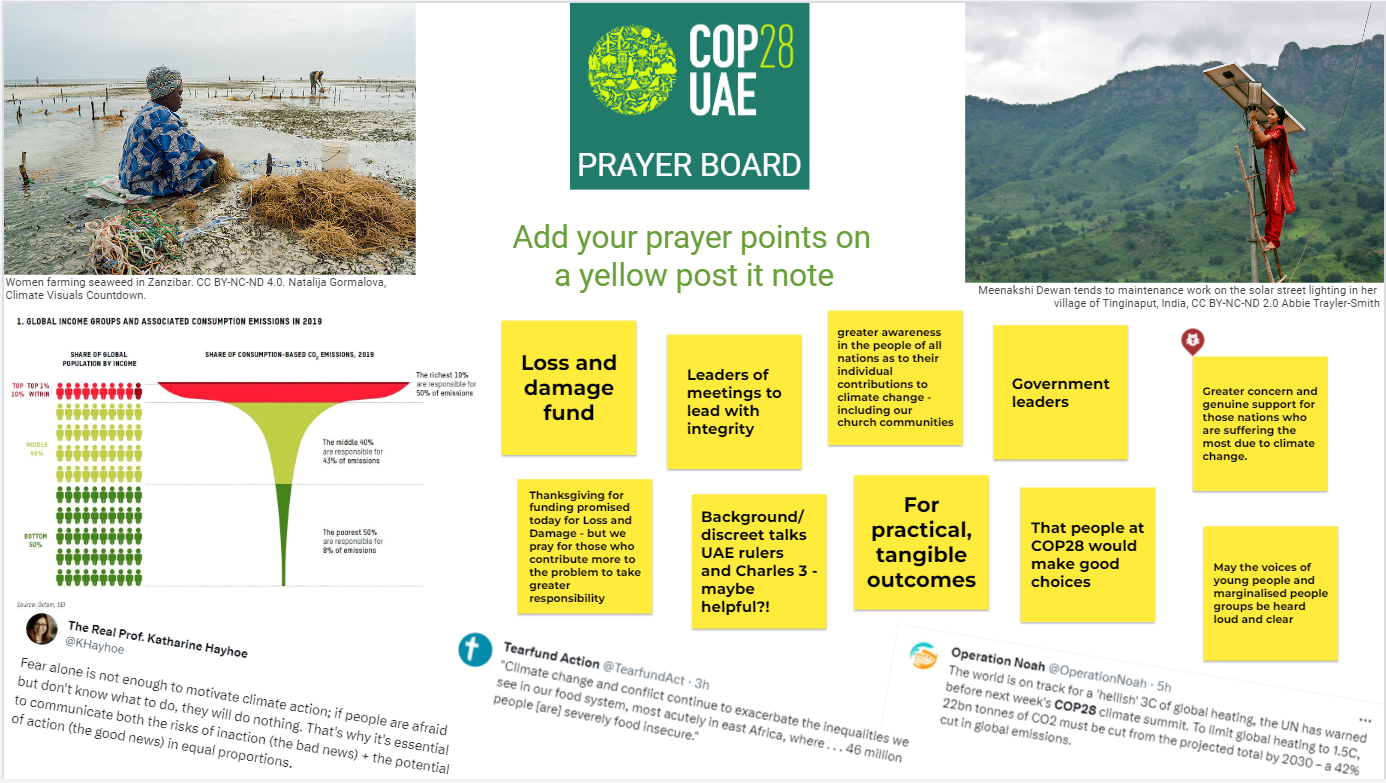 COP28
UAE
PRAYER BOARD
Add your prayer points on
a yellow post it note
Women farming seaweed in Zanzibar. CC BY-NC-ND 4.0. Natalija Gormalova,
Climate Visuals Countdown.
Meenakshi Dewan tends to maintenance work on the solar street lighting in her
village of Tinginaput, India, CC BY-NC-ND 2.0 Abbie Trayler-Smith
1. GLOBAL INCOME GROUPS AND ASSOCIATED CONSUMPTION EMISSIONS IN 2019
SHARE OF GLOBAL
POPULATION BY INCOME
SHARE OF CONSUMPTION-BASED CO2 EMISSIONS, 2019
TOP
10%
TOP 1%
WITHIN
MIDDLE
40%
BOTTOM
50%
The richest 10%
are responsible for
50% of emissions
The middle 40%
are responsible for
43% of emissions
The poorest 50%
are responsible for
8% of emissions
Source: Oxfam, SEI
Loss and
damage
fund
Leaders of
meetings to
lead with
integrity
greater awareness
in the people of all
nations as to their
individual
contributions to
climate change -
including our
church communities
Government
leaders
Greater concern and
genuine support for
those nations who
are suffering the
most due to climate
change.
Thanksgiving for
funding promised
today for Loss and
Damage - but we
pray for those who
contribute more to
the problem to take
greater
responsibility
Background/
discreet talks
UAE rulers
and Charles 3 -
maybe
helpful?!
For
practical,
tangible
outcomes
That people at
COP28 would
make good
choices
May the voices of
young people and
marginalised people
groups be heard
loud and clear
The Real Prof. Katharine Hayhoe
@KHayhoe
Fear alone is not enough to motivate climate action; if people are afraid
but don't know what to do, they will do nothing. That's why it's essential
to communicate both the risks of inaction (the bad news) + the potential
of action (the good news) in equal proportions.
Tearfund Action @TearfundAct · 3h
"Climate change and conflict continue to exacerbate the inequalities we
see in our food system, most acutely in east Africa, where . . . 46 million
people [are] severely food insecure."
Operation Noah @OperationNoah · 5h
The world is on track for a 'hellish' 3C of global heating, the UN has warned
before next week's COP28 climate summit. To limit global heating to 1.5C,
22bn tonnes of CO2 must be cut from the projected total by 2030 – a 42%
cut in global emissions.